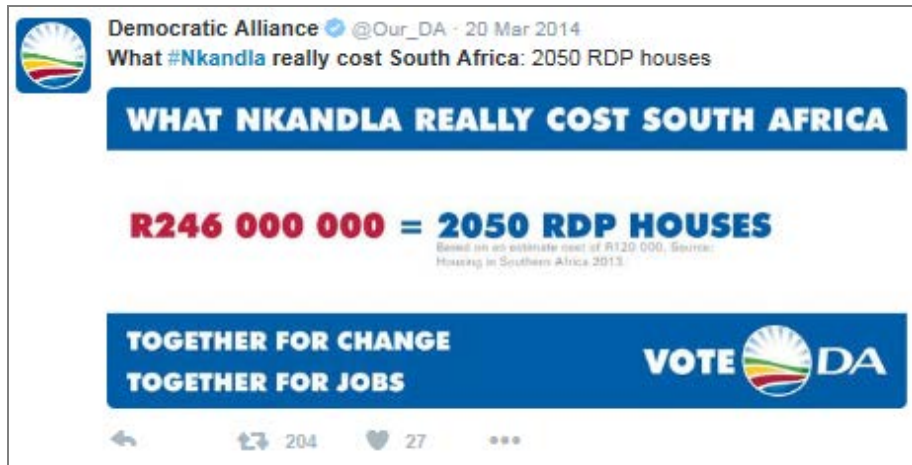 Democratic Alliance @Our_DA · 20 Mar 2014
What #Nkandla really cost South Africa: 2050 RDP houses
WHAT NKANDLA REALLY COST SOUTH AFRICA
R246 000 000 = 2050 RDP HOUSES
Based on an estimate cost of R120 000. Source:
Housing in Southern Africa 2013.
TOGETHER FOR CHANGE
TOGETHER FOR JOBS
VOTE DA
204 27